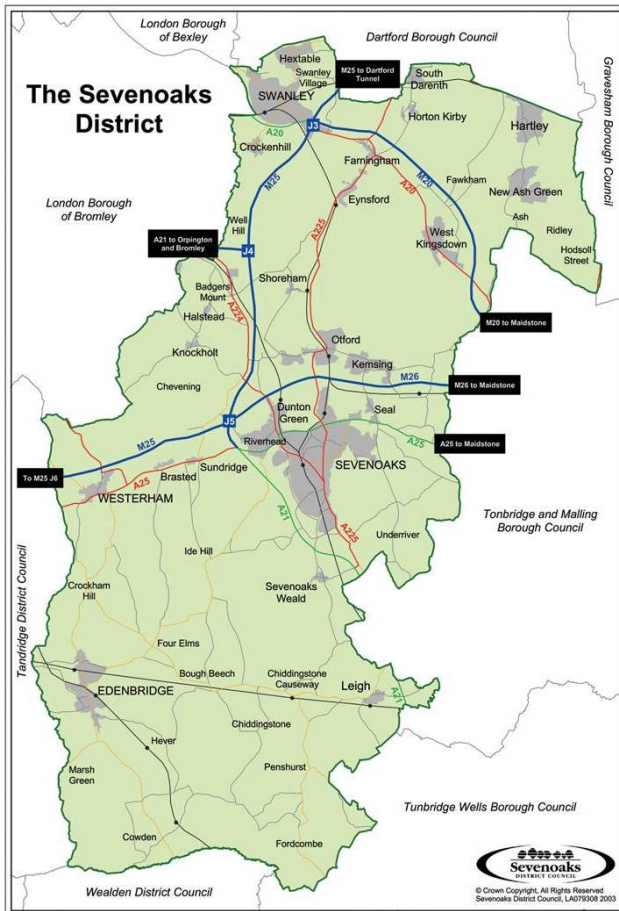 London Borough
of Bexley
Dartford Borough Council
Gravesham Borough Council
The Sevenoaks
District
Hextable
Swanley
Village
SWANLEY
M25 to Dartford
Tunnel
South
Darenth
Horton Kirby
Hartley
J3
A20
Crockenhill
Farningham
M25
M20
A20
Fawkham
New Ash Green
London Borough
of Bromley
Eynsford
Well
Hill
A225
Ash
Ridley
West
Kingsdown
Hodsoll
Street
A21 to Orpington
and Bromley
J4
Shoreham
Badgers
Mount
A224
Halstead
M20 to Maidstone
Knockholt
Otford
Kemsing
Chevening
M26
M26 to Maidstone
Dunton
Green
Seal
J5
M25
Riverhead
A25
A25 to Maidstone
Sundridge
SEVENOAKS
Brasted
To M25 J6
A25
WESTERHAM
A21
A225
Tonbridge and Malling
Borough Council
Underriver
Ide Hill
Tandridge District Council
Crockham
Hill
Sevenoaks
Weald
Four Elms
Bough Beech
Chiddingstone
Causeway
Leigh
A21
EDENBRIDGE
Chiddingstone
Hever
Marsh
Green
Penshurst
Tunbridge Wells Borough Council
Cowden
Fordcombe
Wealden District Council
Sevenoaks
DISTRICT COUNCIL
© Crown Copyright, All Rights Reserved
Sevenoaks District Council, LA079308 2003